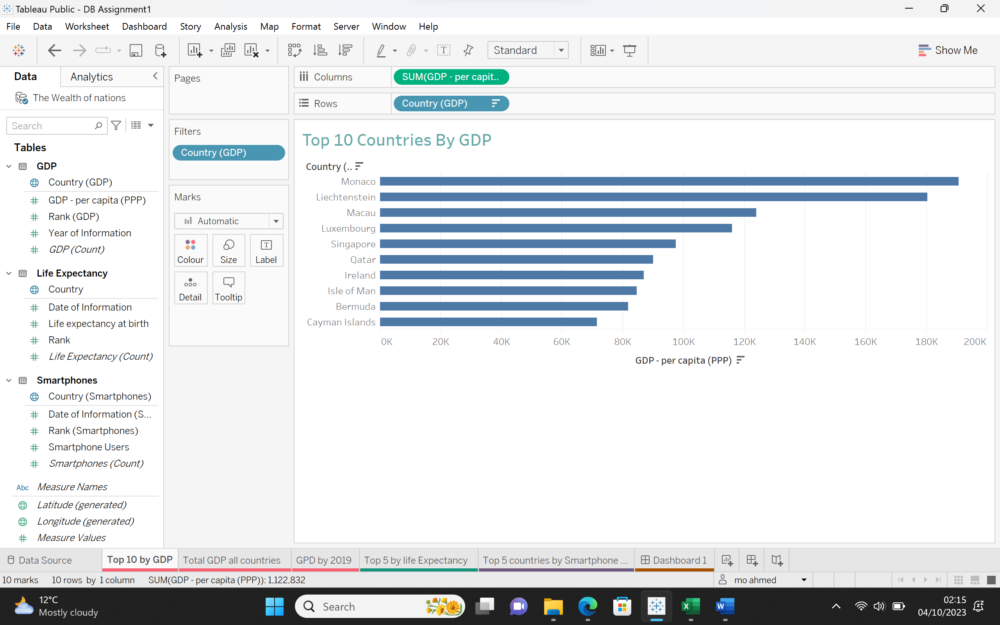 Tableau Public - DB Assignment1
File Data Worksheet Dashboard Story Analysis Map Format Server Window Help
Standard
Show Me
Data Analytics
The Wealth of nations
Search
Tables
GDP
Country (GDP)
GDP - per capita (PPP)
Rank (GDP)
Year of Information
GDP (Count)
Life Expectancy
Country
Date of Information
Life expectancy at birth
Rank
Life Expectancy (Count)
Smartphones
Country (Smartphones)
Date of Information (S...
Rank (Smartphones)
Smartphone Users
Smartphones (Count)
Abc Measure Names
Latitude (generated)
Longitude (generated)
Measure Values
Pages
Filters
Country (GDP)
Marks
Automatic
Colour Size Label
Detail Tooltip
Columns SUM(GDP - per capit..
Rows Country (GDP)
Top 10 Countries By GDP
Country (..
Monaco
Liechtenstein
Macau
Luxembourg
Singapore
Qatar
Ireland
Isle of Man
Bermuda
Cayman Islands
0K 20K 40K 60K 80K 100K 120K 140K 160K 180K 200K
GDP - per capita (PPP)
Data Source Top 10 by GDP Total GDP all countries GPD by 2019 Top 5 by life Expectancy Top 5 countries by Smartphone ... Dashboard 1
10 marks 10 rows by 1 column SUM(GDP - per capita (PPP)): 1,122,832 mo ahmed
12°C
Mostly cloudy
Search
02:15
04/10/2023